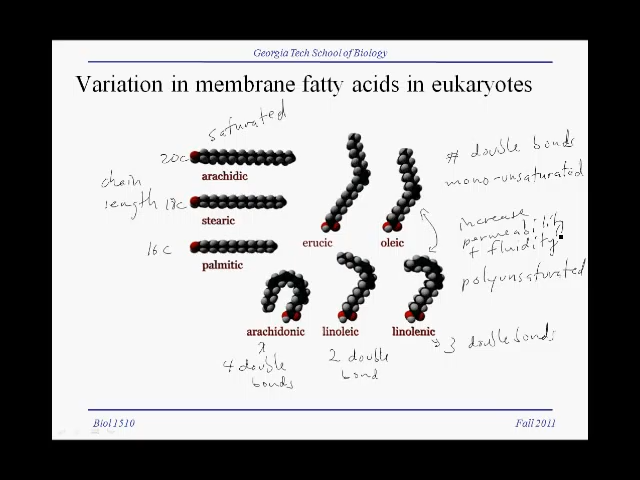 Georgia Tech School of Biology
Variation in membrane fatty acids in eukaryotes
saturated
# double bonds
20c
arachidic
mono-unsaturated
chain
length
18c
stearic
increase
permeability
+ fluidity
16 c
palmitic
erucic
oleic
polyunsaturated
arachidonic
linoleic
linolenic
4 double
bonds
2 double
bond
3 double bonds
Biol 1510
Fall 2011